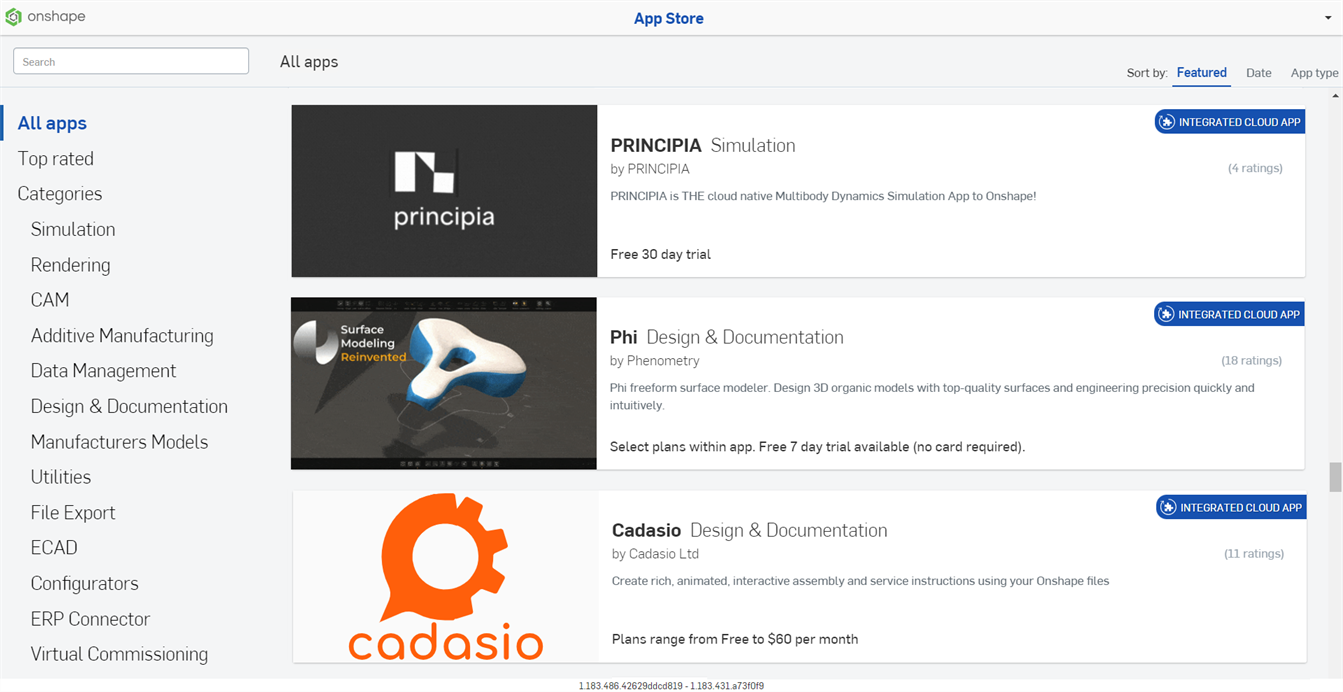 onshape
App Store
Search
All apps
Sort by: Featured Date App type
All apps
Top rated
Categories
Simulation
Rendering
CAM
Additive Manufacturing
Data Management
Design & Documentation
Manufacturers Models
Utilities
File Export
ECAD
Configurators
ERP Connector
Virtual Commissioning
principia
INTEGRATED CLOUD APP
PRINCIPIA Simulation
by PRINCIPIA
(4 ratings)
PRINCIPIA is THE cloud native Multibody Dynamics Simulation App to Onshape!
Free 30 day trial
Surface
Modeling
Reinvented
INTEGRATED CLOUD APP
Phi Design & Documentation
by Phenometry
(18 ratings)
Phi freeform surface modeler. Design 3D organic models with top-quality surfaces and engineering precision quickly and
intuitively.
Select plans within app. Free 7 day trial available (no card required).
cadasio
INTEGRATED CLOUD APP
Cadasio Design & Documentation
by Cadasio Ltd
(11 ratings)
Create rich, animated, interactive assembly and service instructions using your Onshape files
Plans range from Free to $60 per month
1.183.486.42629ddcd819 - 1.183.431.a73f0f9